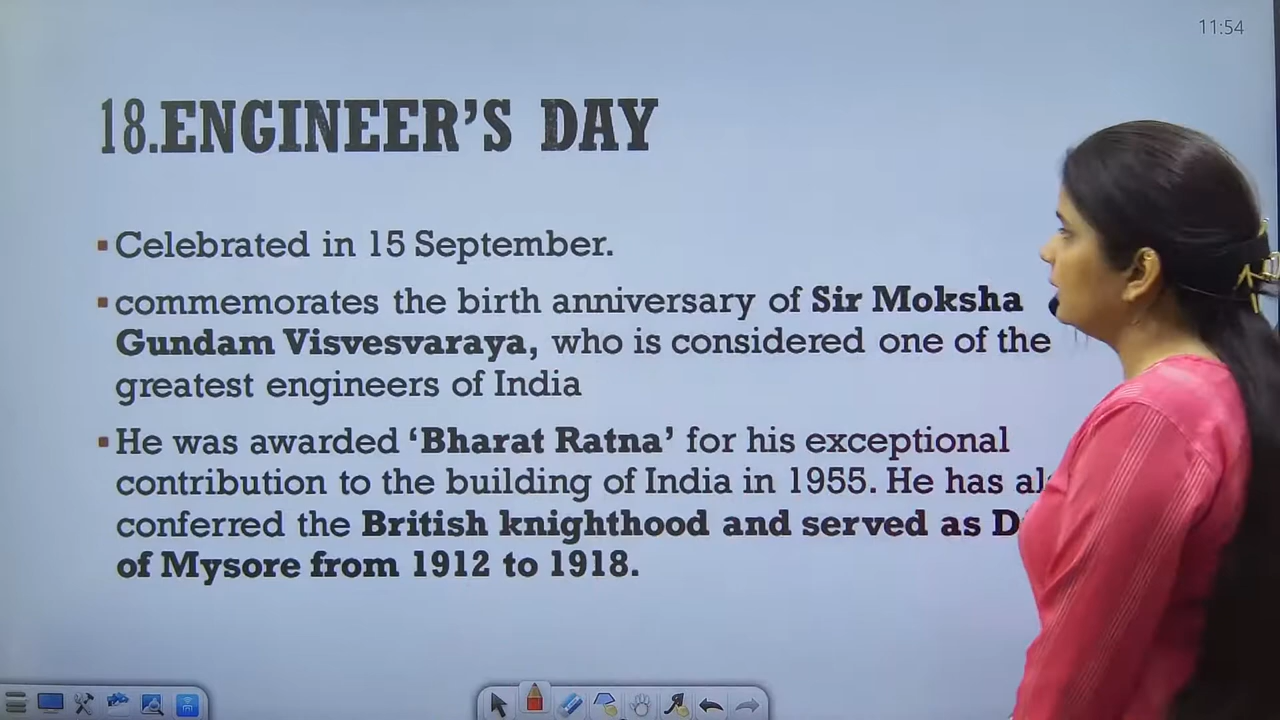 11:54
18.ENGINEER'S DAY
▪ Celebrated in 15 September.
▪ commemorates the birth anniversary of Sir Moksha
Gundam Visvesvaraya, who is considered one of the
greatest engineers of India
▪ He was awarded ‘Bharat Ratna’ for his exceptional
contribution to the building of India in 1955. He has
conferred the British knighthood and served as
of Mysore from 1912 to 1918.